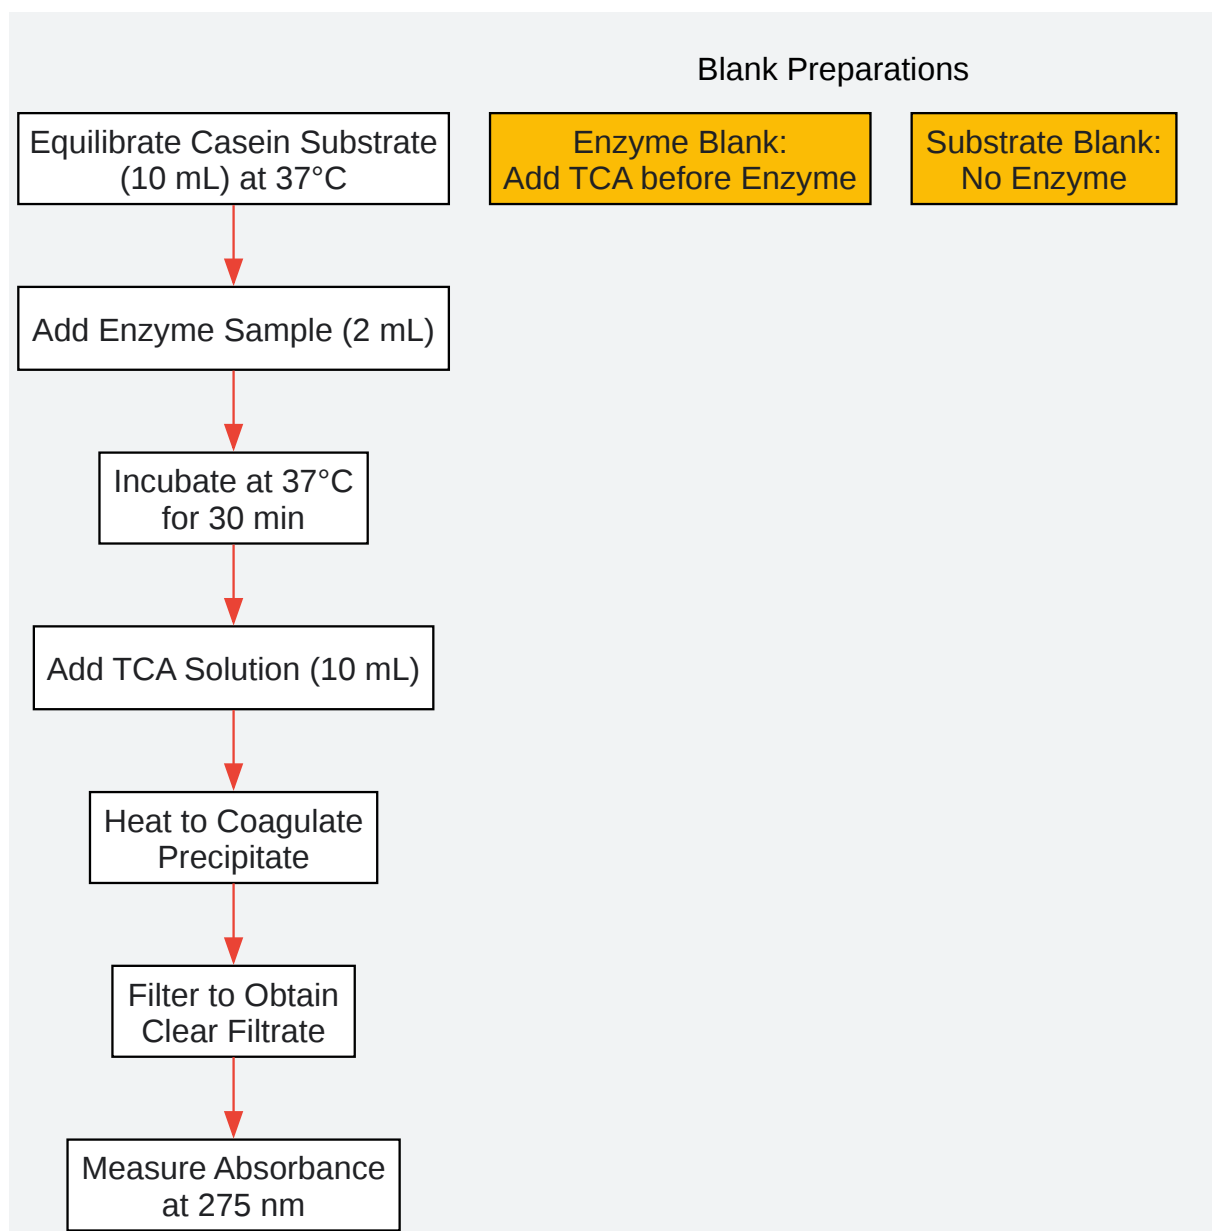 Blank Preparations
Equilibrate Casein Substrate
(10 mL) at 37°C
Enzyme Blank:
Add TCA before Enzyme
Substrate Blank:
No Enzyme
Add Enzyme Sample (2 mL)
Incubate at 37°C
for 30 min
Add TCA Solution (10 mL)
Heat to Coagulate
Precipitate
Filter to Obtain
Clear Filtrate
Measure Absorbance
at 275 nm